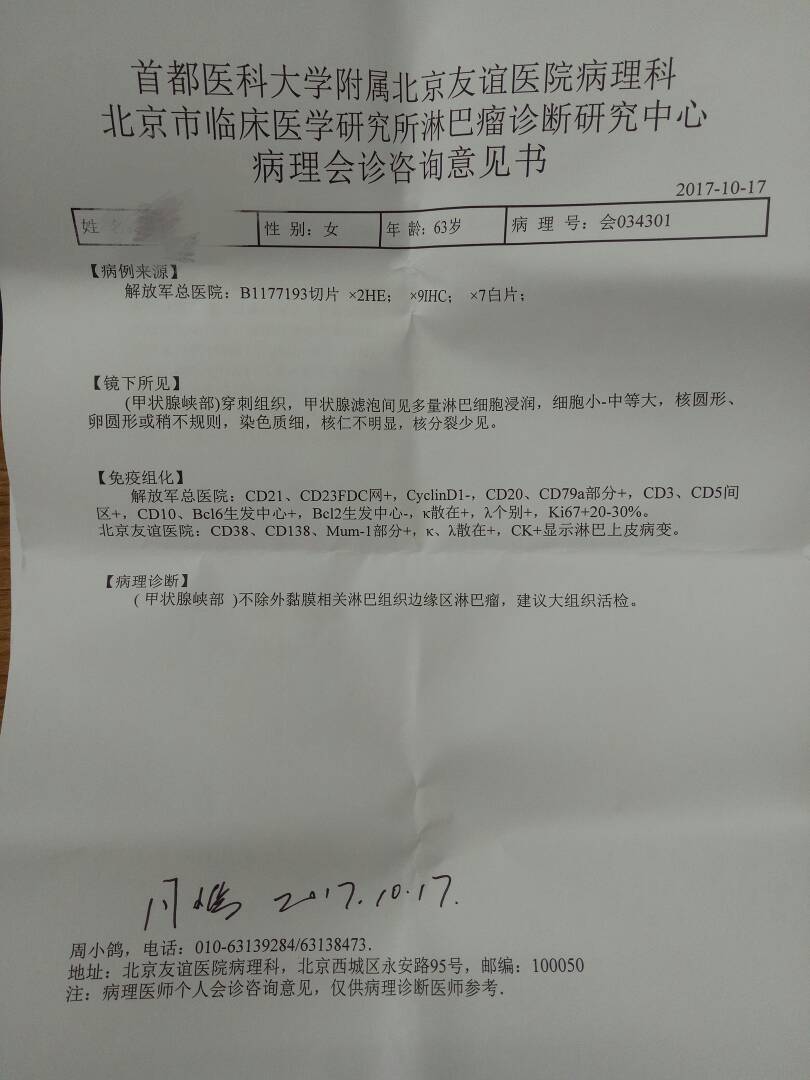 首都医科大学附属北京友谊医院病理科
北京市临床医学研究所淋巴瘤诊断研究中心
病理会诊咨询意见书
2017-10-17
姓 性 别：女 年 龄：63岁 病 理 号：会034301
【病例来源】
解放军总医院：B1177193切片 ×2HE； ×9IHC； ×7白片；
【镜下所见】
(甲状腺峡部)穿刺组织，甲状腺滤泡间见多量淋巴细胞浸润，细胞小-中等大，核圆形、
卵圆形或稍不规则，染色质细，核仁不明显，核分裂少见。
【免疫组化】
解放军总医院：CD21、CD23FDC网+，CyclinD1-，CD20、CD79a部分+，CD3、CD5间
区+，CD10、Bcl6生发中心+，Bcl2生发中心-，κ散在+，λ个别+，Ki67+20-30%。
北京友谊医院：CD38、CD138、Mum-1部分+，κ、λ散在+，CK+显示淋巴上皮病变。
【病理诊断】
( 甲状腺峡部 )不除外黏膜相关淋巴组织边缘区淋巴瘤，建议大组织活检。
2017.10.17.
周小鸽，电话：010-63139284/63138473.
地址：北京友谊医院病理科，北京西城区永安路95号，邮编：100050
注：病理医师个人会诊咨询意见，仅供病理诊断医师参考.